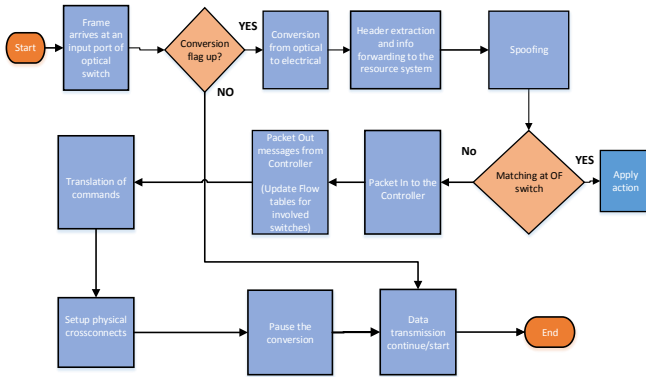 Start
Frame
arrives at an
input port of
optical
switch
Conversion
flag up?
YES
NO
Conversion
from optical
to electrical
Header extraction
and info
forwarding to the
resource system
Spoofing
Matching at OF
switch
YES
Apply
action
No
Packet In to the
Controller
Packet Out
messages from
Controller
(Update Flow
tables for
involved
switches)
Translation of
commands
Setup physical
crossconnects
Pause the
conversion
Data
transmission
continue/start
End